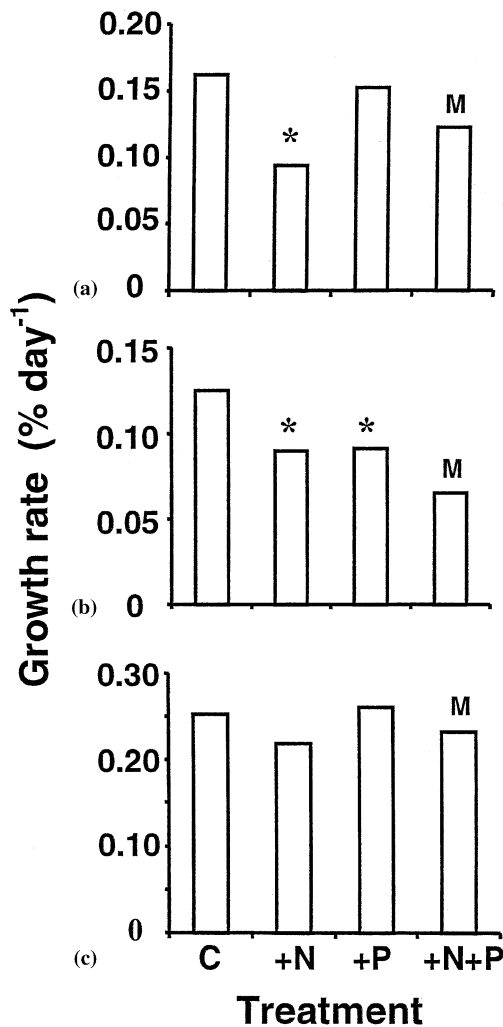 0.20
0.15
0.10
0.05
0
(a)
*
M
0.15
0.10
0.05
0
(b)
*
*
M
0.30
0.20
0.10
0
(c)
M
C
+N
+P
+N+P
Growth rate (% day⁻¹)
Treatment